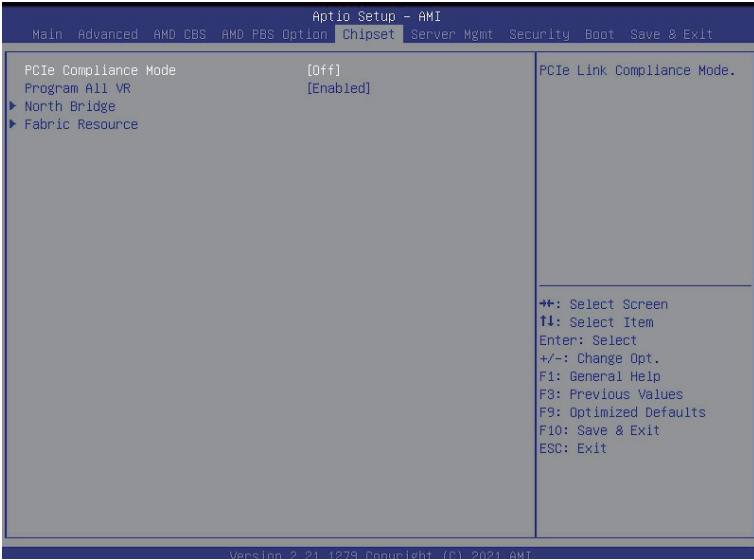 Aptio Setup – AMI
Main Advanced AMD CBS AMD PBS Option Chipset Server Mgmt Security Boot Save & Exit
PCIe Compliance Mode [Off]
Program All VR [Enabled]
North Bridge
Fabric Resource
PCIe Link Compliance Mode.
→←: Select Screen
↑↓: Select Item
Enter: Select
+/-: Change Opt.
F1: General Help
F3: Previous Values
F9: Optimized Defaults
F10: Save & Exit
ESC: Exit
Version 2.21.1279 Copyright (C) 2021 AMI